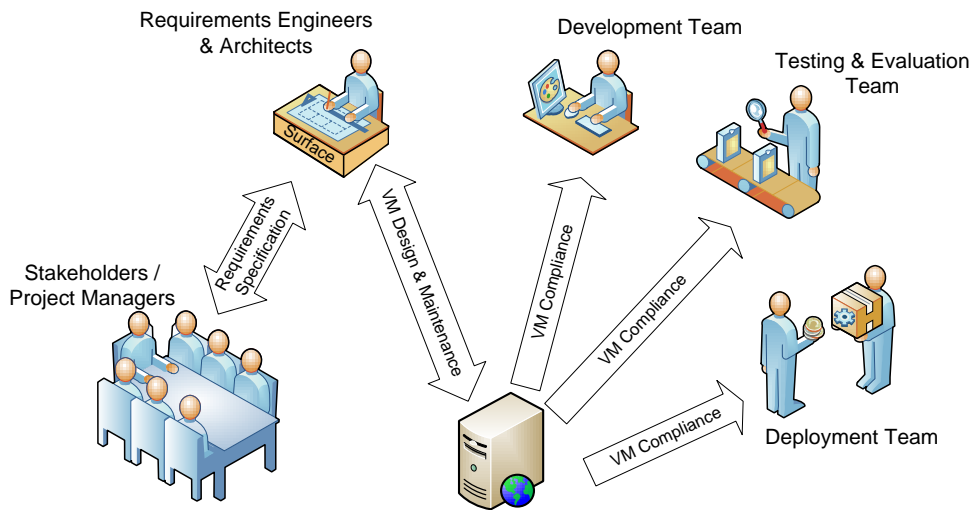 Requirements Engineers
& Architects
Development Team
Testing & Evaluation
Team
Surface
Requirements
Specification
VM Design & Maintenance
VM Compliance
VM Compliance
VM Compliance
Stakeholders /
Project Managers
Deployment Team